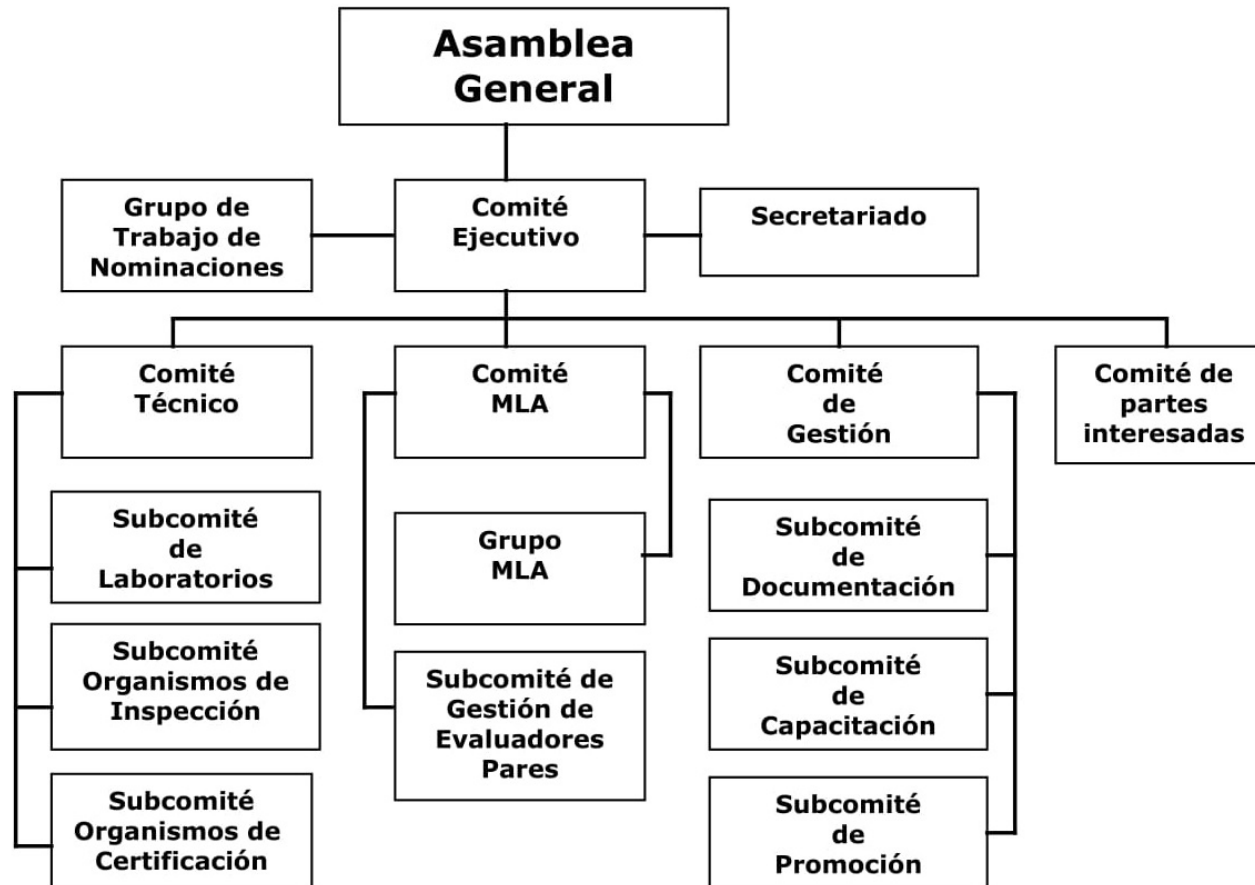 Asamblea
General
Grupo de
Trabajo de
Nominaciones
Comité
Ejecutivo
Secretariado
Comité
Técnico
Comité
MLA
Comité
de
Gestión
Comité de
partes
interesadas
Subcomité
de
Laboratorios
Grupo
MLA
Subcomité
de
Documentación
Subcomité
Organismos de
Inspección
Subcomité de
Gestión de
Evaluadores
Pares
Subcomité
de
Capacitación
Subcomité
Organismos de
Certificación
Subcomité
de
Promoción